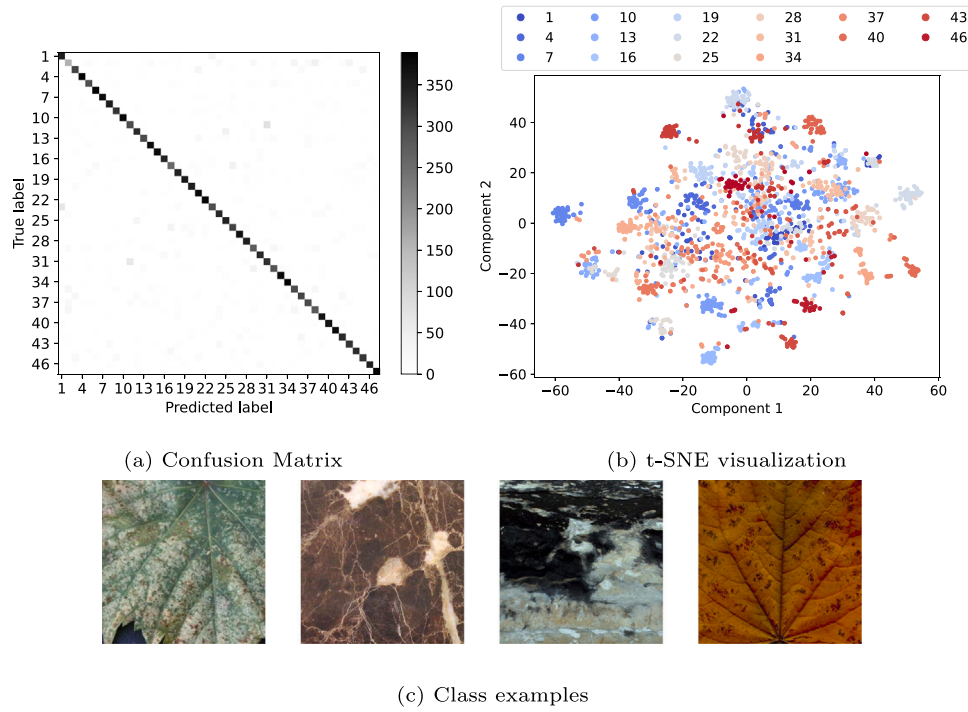 1 10 19 28 37 43
4 13 22 31 40 46
7 16 25 34
1
4
7
10
13
16
19
22
25
28
31
34
37
40
43
46
True label
1 4 7 10 13 16 19 22 25 28 31 34 37 40 43 46
Predicted label
350
300
250
200
150
100
50
0
40
20
0
−20
−40
−60
Component 2
−60 −40 −20 0 20 40 60
Component 1
(a) Confusion Matrix
(b) t-SNE visualization
(c) Class examples